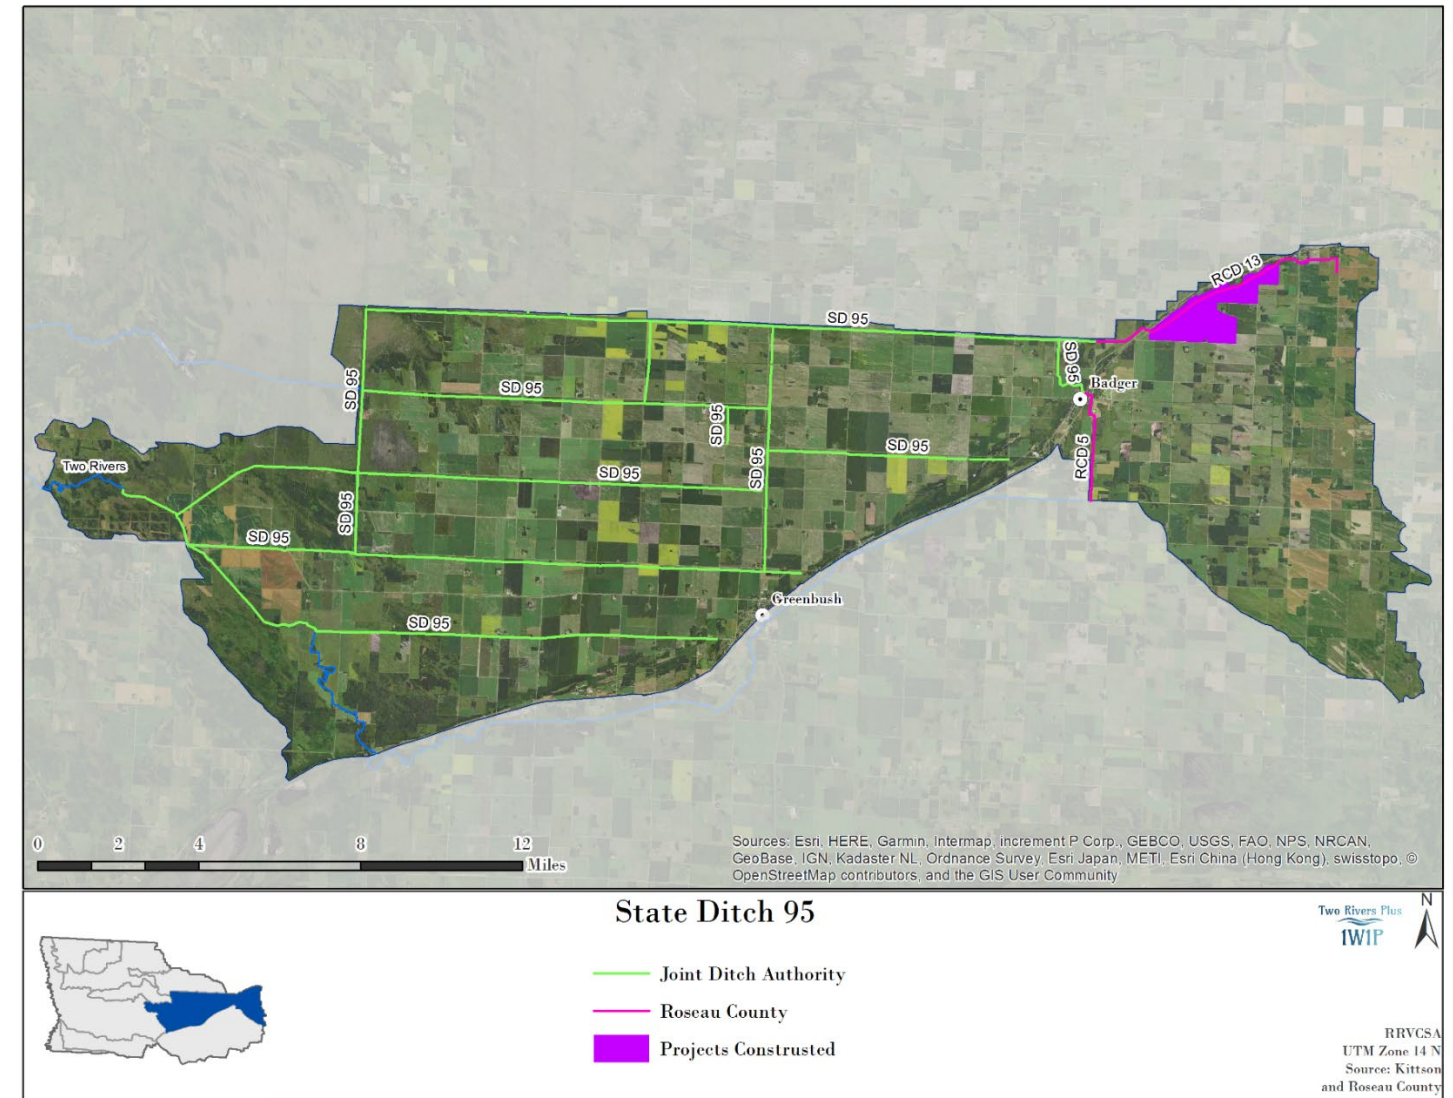 RCD 13
SD 95
SD 95
Badger
SD 95
SD 95
SD 95
RCD 5
SD 95
SD 95
SD 95
Two Rivers
SD 95
SD 95
Greenbush
SD 95
0 2 4 8 12
Miles
Sources: Esri, HERE, Garmin, Intermap, increment P Corp., GEBCO, USGS, FAO, NPS, NRCAN,
GeoBase, IGN, Kadaster NL, Ordnance Survey, Esri Japan, METI, Esri China (Hong Kong), swisstopo, ©
OpenStreetMap contributors, and the GIS User Community
State Ditch 95
Joint Ditch Authority
Roseau County
Projects Construsted
Two Rivers Plus
1W1P
N
RRVCSA
UTM Zone 14 N
Source: Kittson
and Roseau County